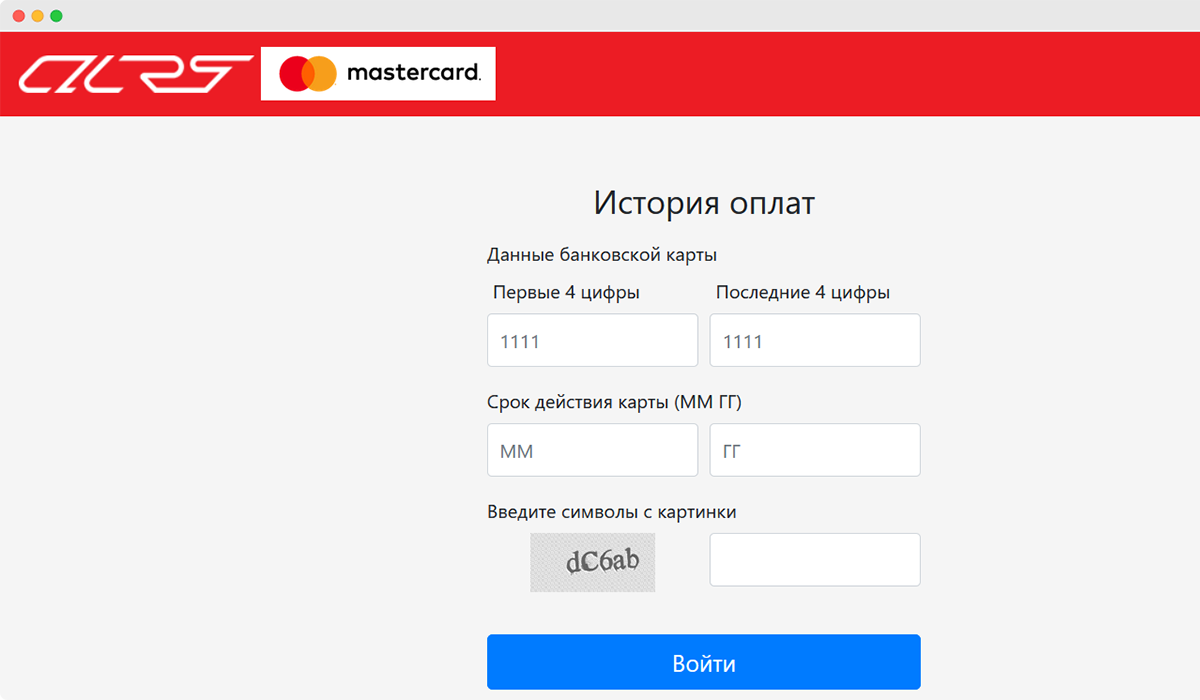 mastercard.
История оплат
Данные банковской карты
Первые 4 цифры Последние 4 цифры
1111 1111
Срок действия карты (ММ ГГ)
ММ ГГ
Введите символы с картинки
dC6ab
Войти